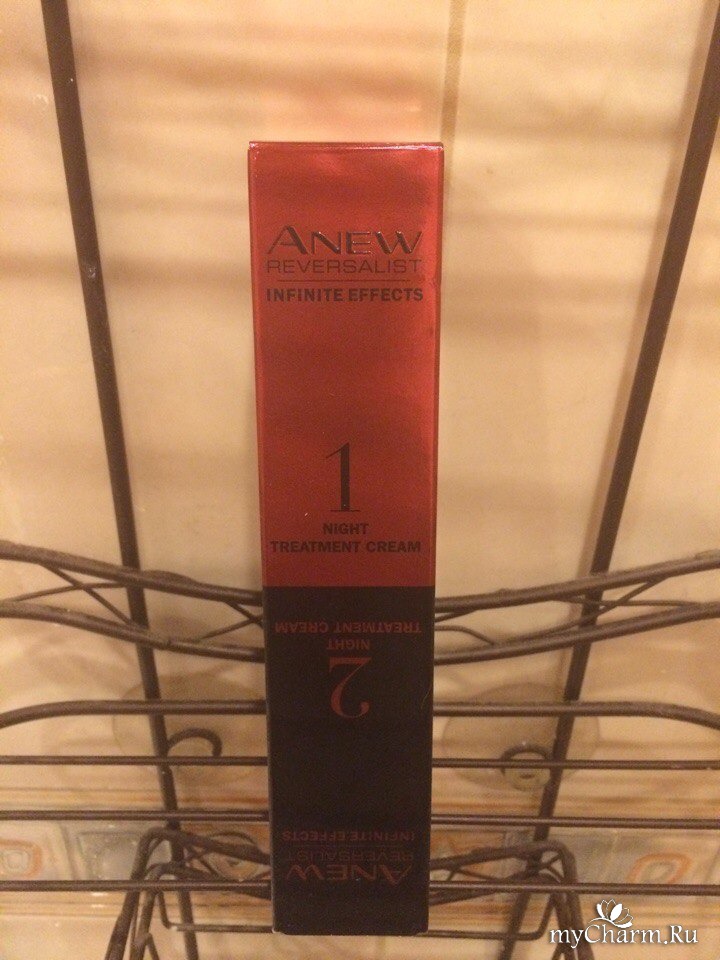 ANEW
REVERSALIST
INFINITE EFFECTS
1
NIGHT
TREATMENT CREAM
2
NIGHT
TREATMENT CREAM
ANEW
REVERSALIST
INFINITE EFFECTS
myCharm.Ru